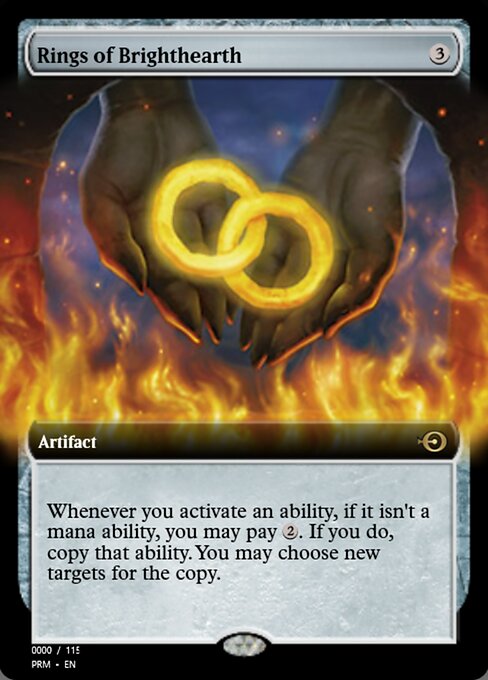 Rings of Brighthearth 3
Artifact
Whenever you activate an ability, if it isn't a
mana ability, you may pay 2. If you do,
copy that ability. You may choose new
targets for the copy.
0000 / 115
PRM • EN